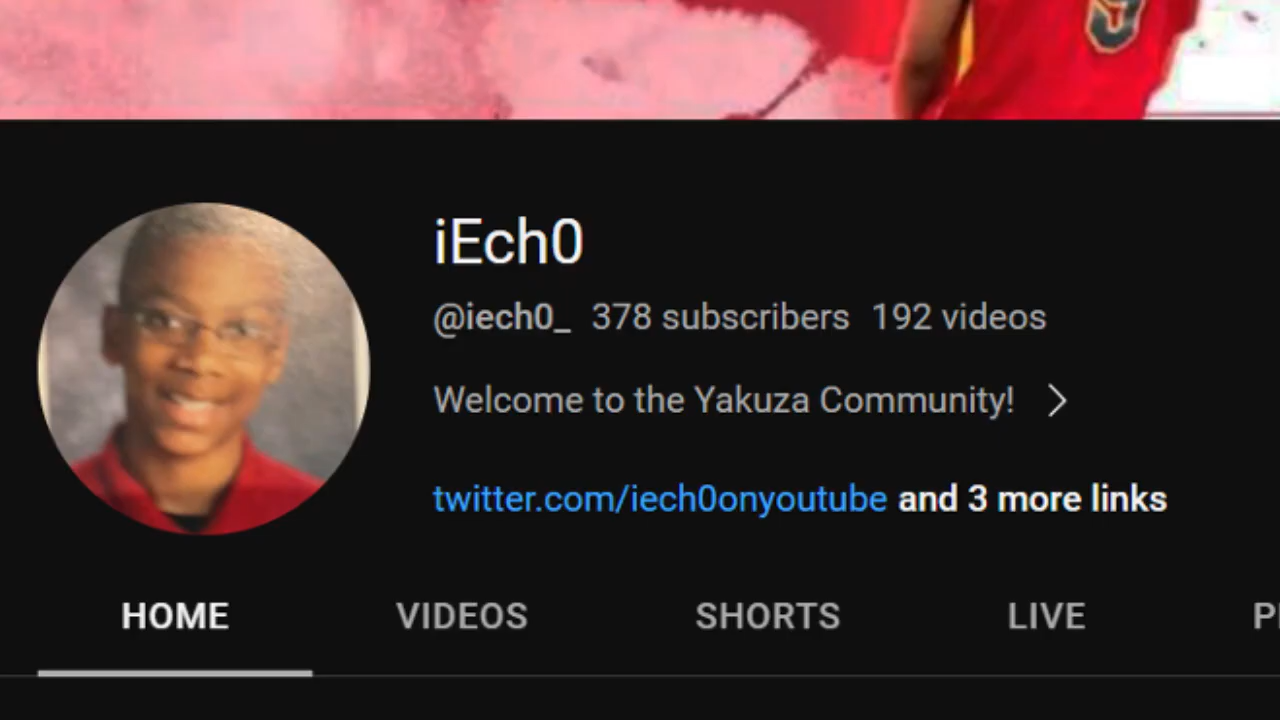 9
iEch0
@iech0_ 378 subscribers 192 videos
Welcome to the Yakuza Community!
twitter.com/iech0onyoutube and 3 more links
HOME VIDEOS SHORTS LIVE